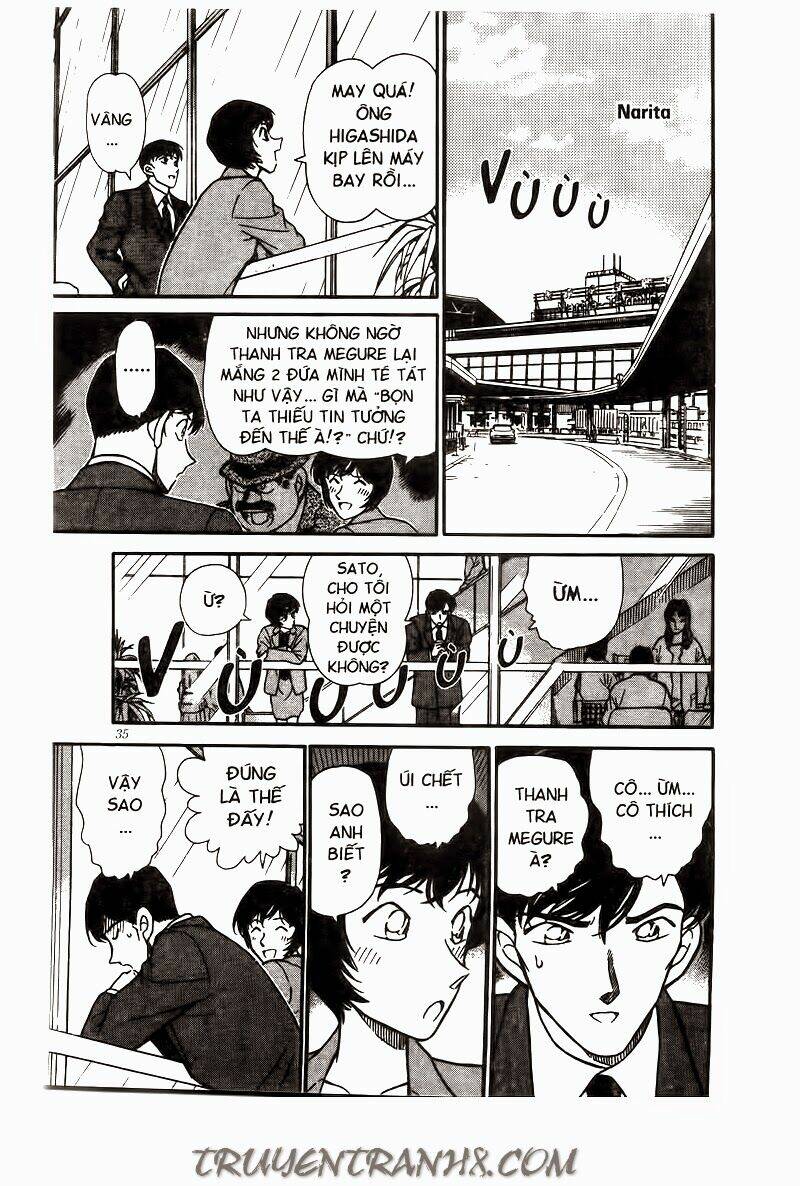 Narita
VÙÙÙ
MAY QUÁ!
ÔNG
HIGASHIDA
KỊP LÊN MÁY
BAY RỒI...
VÂNG
...
NHƯNG KHÔNG NGỜ
THANH TRA MEGURE LẠI
MẮNG 2 ĐỨA MÌNH TÉ TÁT
NHƯ VẬY... GÌ MÀ "BỌN
TA THIẾU TIN TƯỞNG
ĐẾN THẾ À!?" CHỨ!?
......
ỪM...
SATO,
CHO TÔI
HỎI MỘT
CHUYỆN
ĐƯỢC
KHÔNG?
Ừ?
VÙÙÙÙÙ
35
CÔ... ỪM...
CÔ THÍCH
...
THANH
TRA
MEGURE
À?
ÚI CHẾT
...
SAO
ANH
BIẾT
?
ĐÚNG
LÀ THẾ
ĐẤY!
VẬY
SAO
...
TRUYENTRANH8.COM